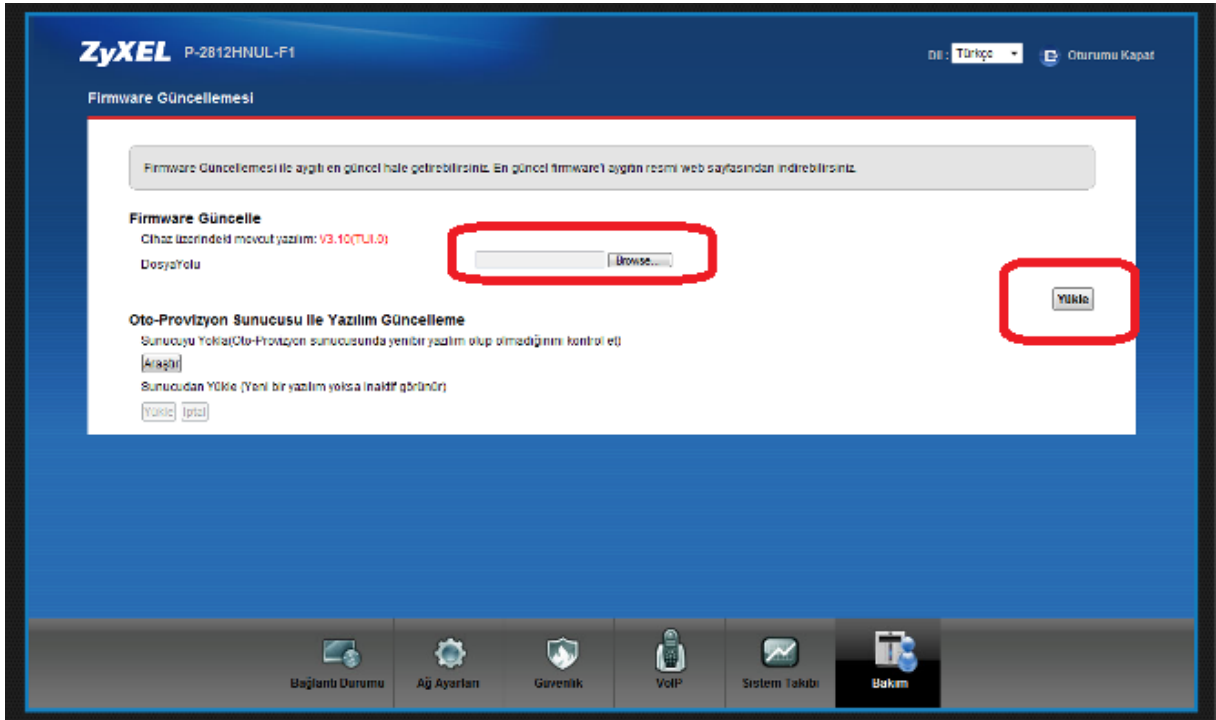 ZyXEL P-2812HNUL-F1
Dil : Türkçe
Oturumu Kapat
Firmware Güncellemesi
Firmware Güncellemesi ile aygıtı en güncel hale getirebilirsiniz. En güncel firmware'i aygıtın resmi web sayfasından indirebilirsiniz.
Firmware Güncelle
Cihaz üzerindeki mevcut yazılım: V3.10(TUI.0)
DosyaYolu
Browse...
Yükle
Oto-Provizyon Sunucusu ile Yazılım Güncelleme
Sunucuyu Yokla(Oto-Provizyon sunucusunda yenibir yazılım olup olmadığınını kontrol et)
Araştır
Sunucudan Yükle (Yeni bir yazılım yoksa inaktif görünür)
Yükle İptal
Bağlantı Durumu
Ağ Ayarları
Güvenlik
VoIP
Sistem Takibi
Bakım